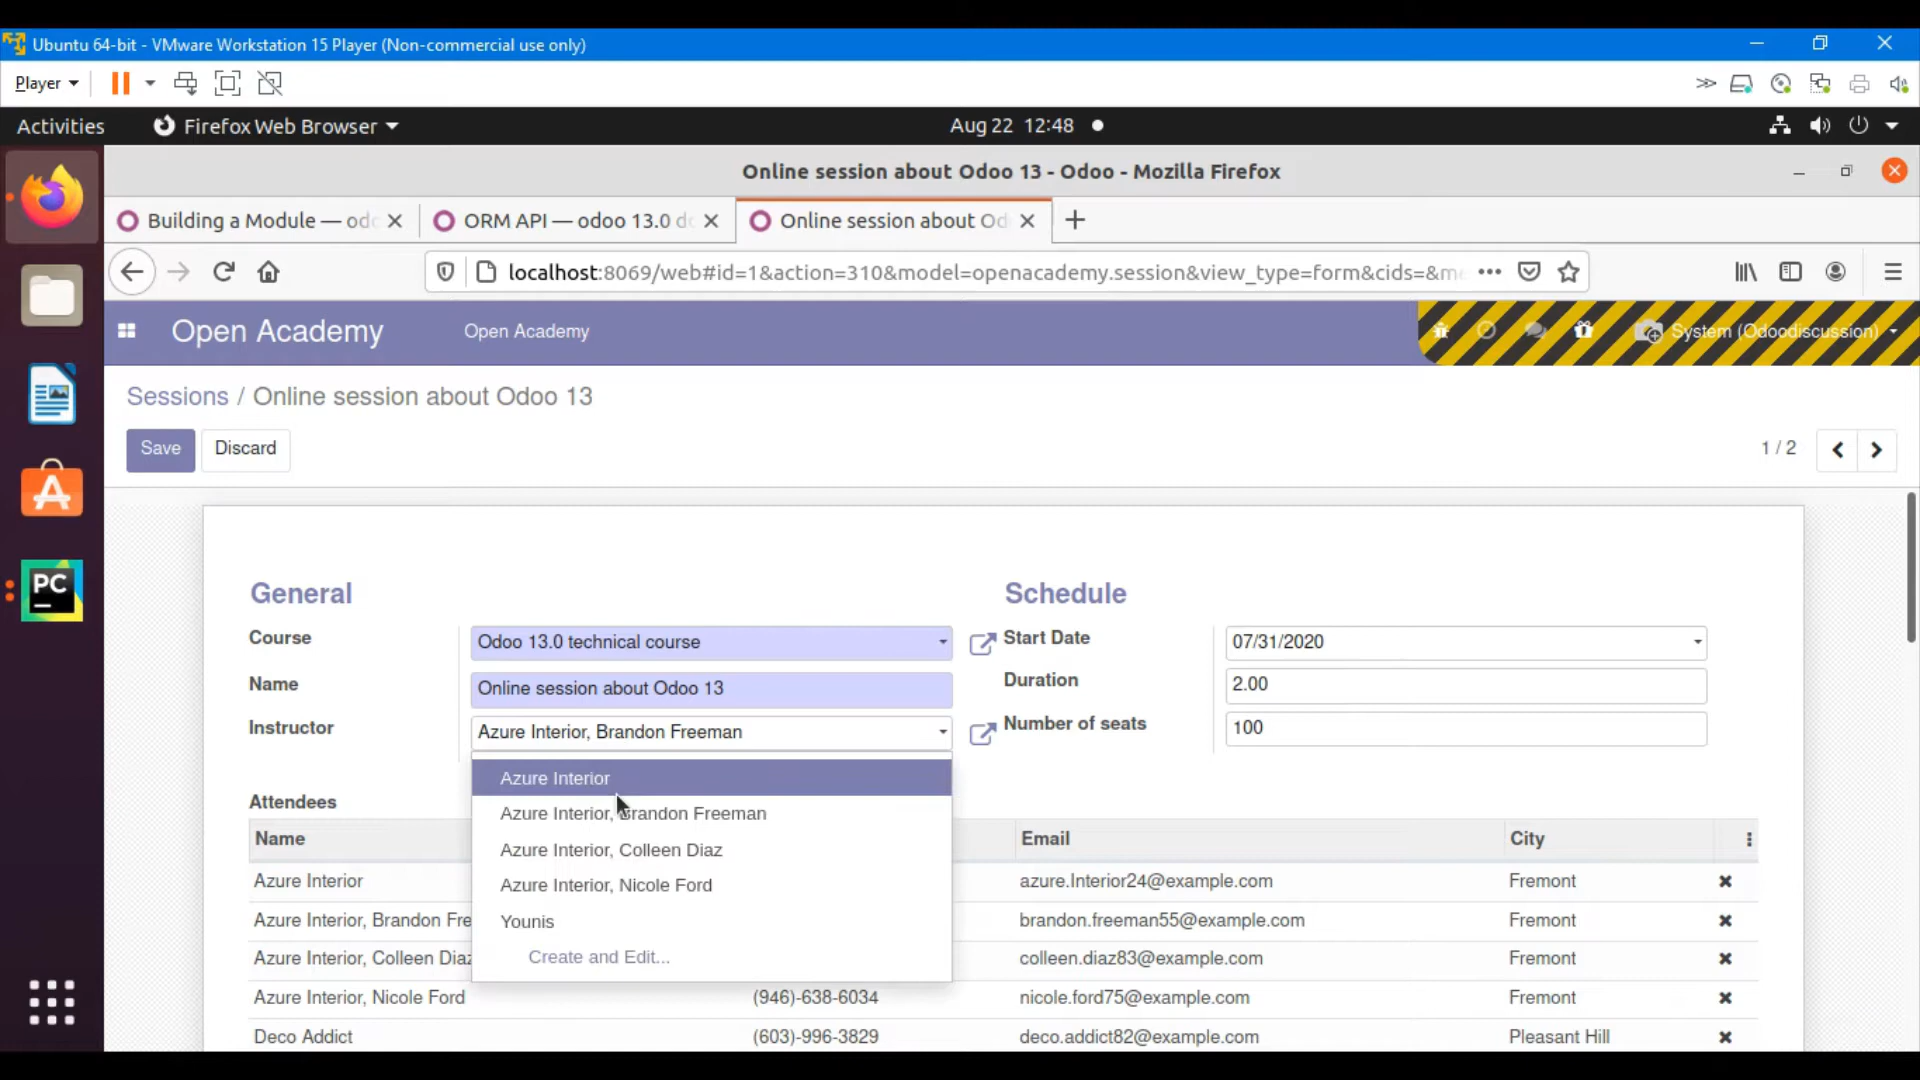 Ubuntu 64-bit - VMware Workstation 15 Player (Non-commercial use only)
Player
Activities
Firefox Web Browser
Aug 22 12:48
Online session about Odoo 13 - Odoo - Mozilla Firefox
Building a Module — odo
ORM API — odoo 13.0 d
Online session about Od
localhost:8069/web#id=1&action=310&model=openacademy.session&view_type=form&cids=&m
Open Academy
Open Academy
System (Odoodiscussion)
Sessions / Online session about Odoo 13
Save
Discard
1 / 2
General
Schedule
Course
Odoo 13.0 technical course
Start Date
07/31/2020
Name
Online session about Odoo 13
Duration
2.00
Instructor
Azure Interior, Brandon Freeman
Number of seats
100
Azure Interior
Azure Interior, Brandon Freeman
Azure Interior, Colleen Diaz
Azure Interior, Nicole Ford
Younis
Create and Edit...
Attendees
Name
Email
City
Azure Interior
azure.Interior24@example.com
Fremont
Azure Interior, Brandon Fre
brandon.freeman55@example.com
Fremont
Azure Interior, Colleen Diaz
colleen.diaz83@example.com
Fremont
Azure Interior, Nicole Ford
(946)-638-6034
nicole.ford75@example.com
Fremont
Deco Addict
(603)-996-3829
deco.addict82@example.com
Pleasant Hill
PC